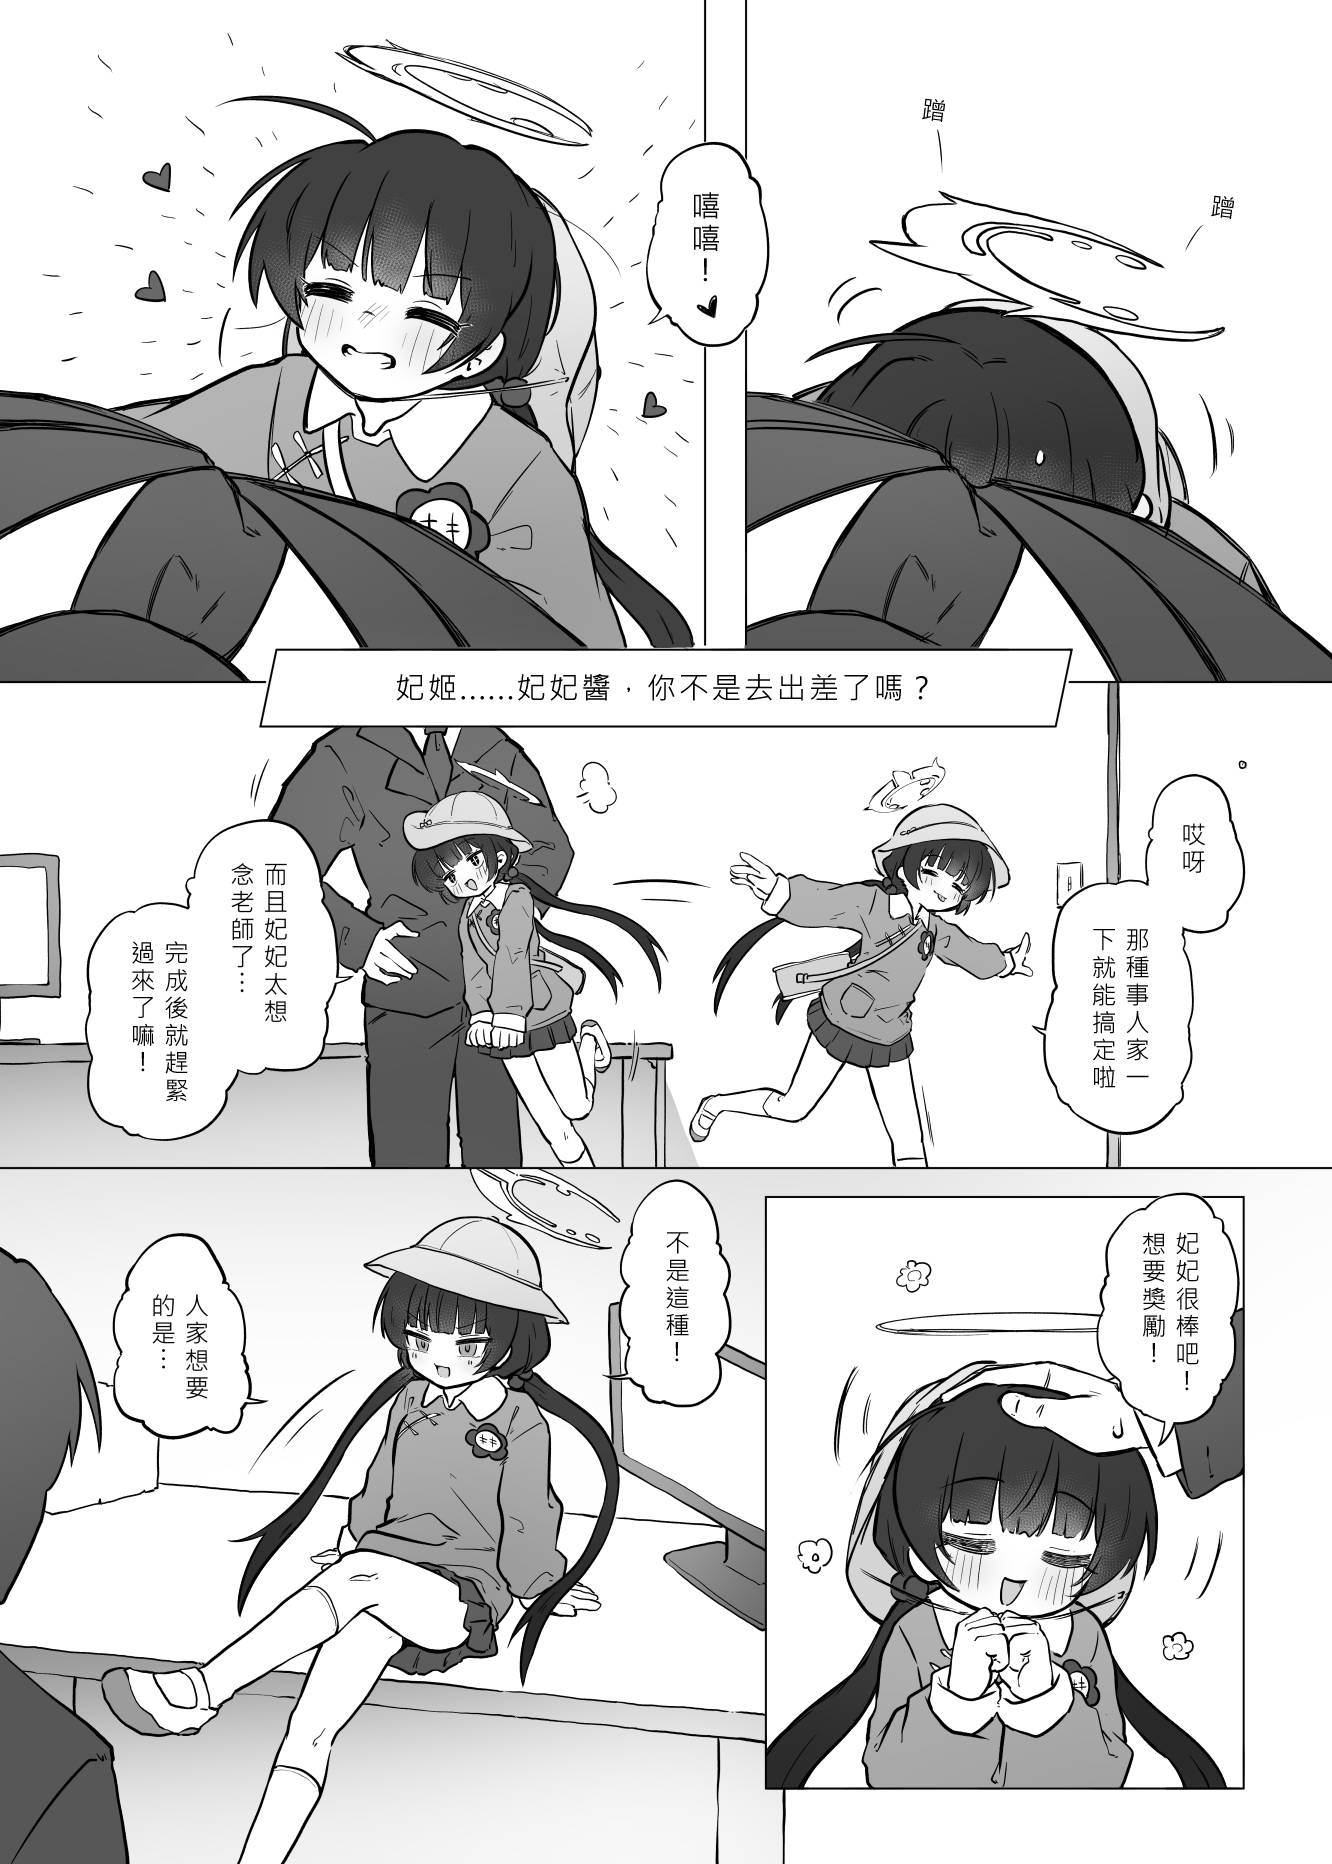 蹭
蹭
嘻嘻！
妃姬……妃妃醬，你不是去出差了嗎？
哎呀
那種事人家一
下就能搞定啦
而且妃妃太想
念老師了…
完成後就趕緊
過來了嘛！
妃妃很棒吧！
想要獎勵！
不是這種！
人家想要
的是…